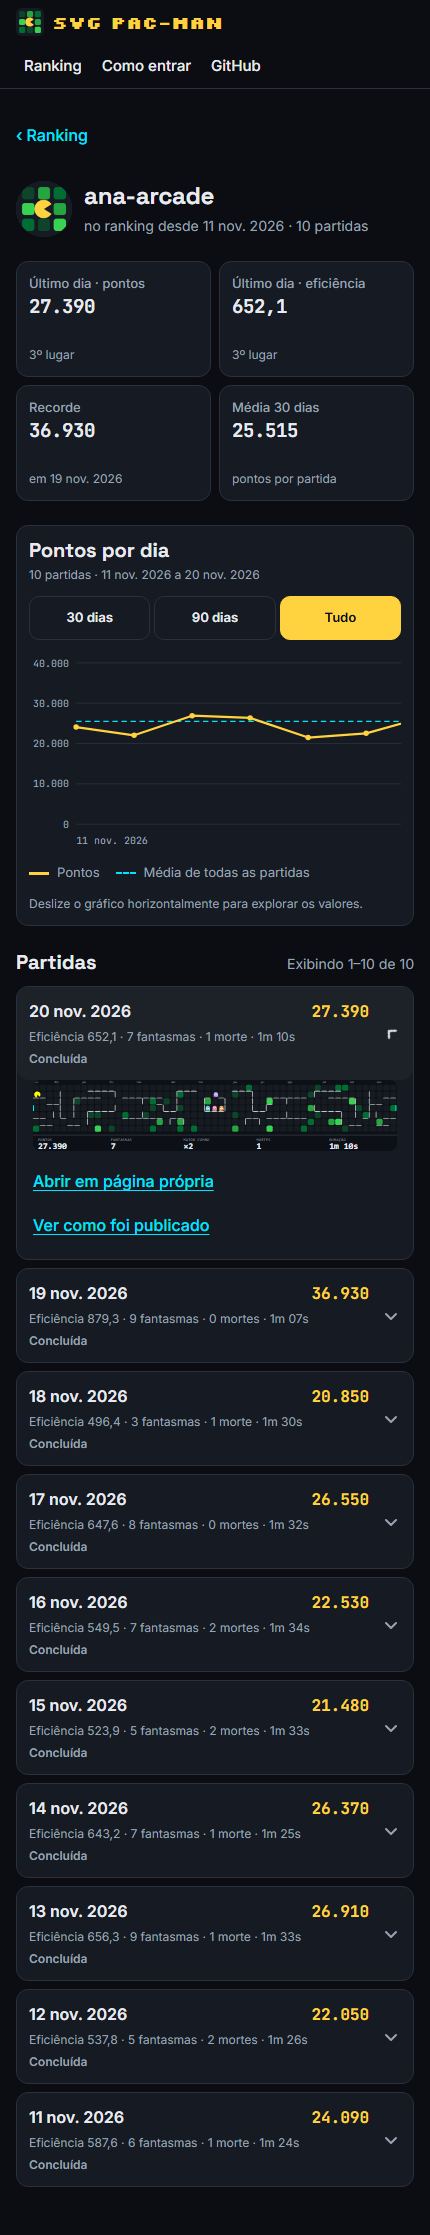 SVG PAC-MAN
Ranking Como entrar GitHub
‹ Ranking
ana-arcade
no ranking desde 11 nov. 2026 · 10 partidas
Último dia · pontos
27.390
3º lugar
Último dia · eficiência
652,1
3º lugar
Recorde
36.930
em 19 nov. 2026
Média 30 dias
25.515
pontos por partida
Pontos por dia
10 partidas · 11 nov. 2026 a 20 nov. 2026
30 dias 90 dias Tudo
40.000
30.000
20.000
10.000
0
11 nov. 2026
Pontos Média de todas as partidas
Deslize o gráfico horizontalmente para explorar os valores.
Partidas Exibindo 1–10 de 10
20 nov. 2026 27.390
Eficiência 652,1 · 7 fantasmas · 1 morte · 1m 10s
Concluída
27.390 7 ×2 1 1m 10s
Abrir em página própria
Ver como foi publicado
19 nov. 2026 36.930
Eficiência 879,3 · 9 fantasmas · 0 mortes · 1m 07s
Concluída
18 nov. 2026 20.850
Eficiência 496,4 · 3 fantasmas · 1 morte · 1m 30s
Concluída
17 nov. 2026 26.550
Eficiência 647,6 · 8 fantasmas · 0 mortes · 1m 32s
Concluída
16 nov. 2026 22.530
Eficiência 549,5 · 7 fantasmas · 2 mortes · 1m 34s
Concluída
15 nov. 2026 21.480
Eficiência 523,9 · 5 fantasmas · 2 mortes · 1m 33s
Concluída
14 nov. 2026 26.370
Eficiência 643,2 · 7 fantasmas · 1 morte · 1m 25s
Concluída
13 nov. 2026 26.910
Eficiência 656,3 · 9 fantasmas · 1 morte · 1m 33s
Concluída
12 nov. 2026 22.050
Eficiência 537,8 · 5 fantasmas · 2 mortes · 1m 26s
Concluída
11 nov. 2026 24.090
Eficiência 587,6 · 6 fantasmas · 1 morte · 1m 24s
Concluída